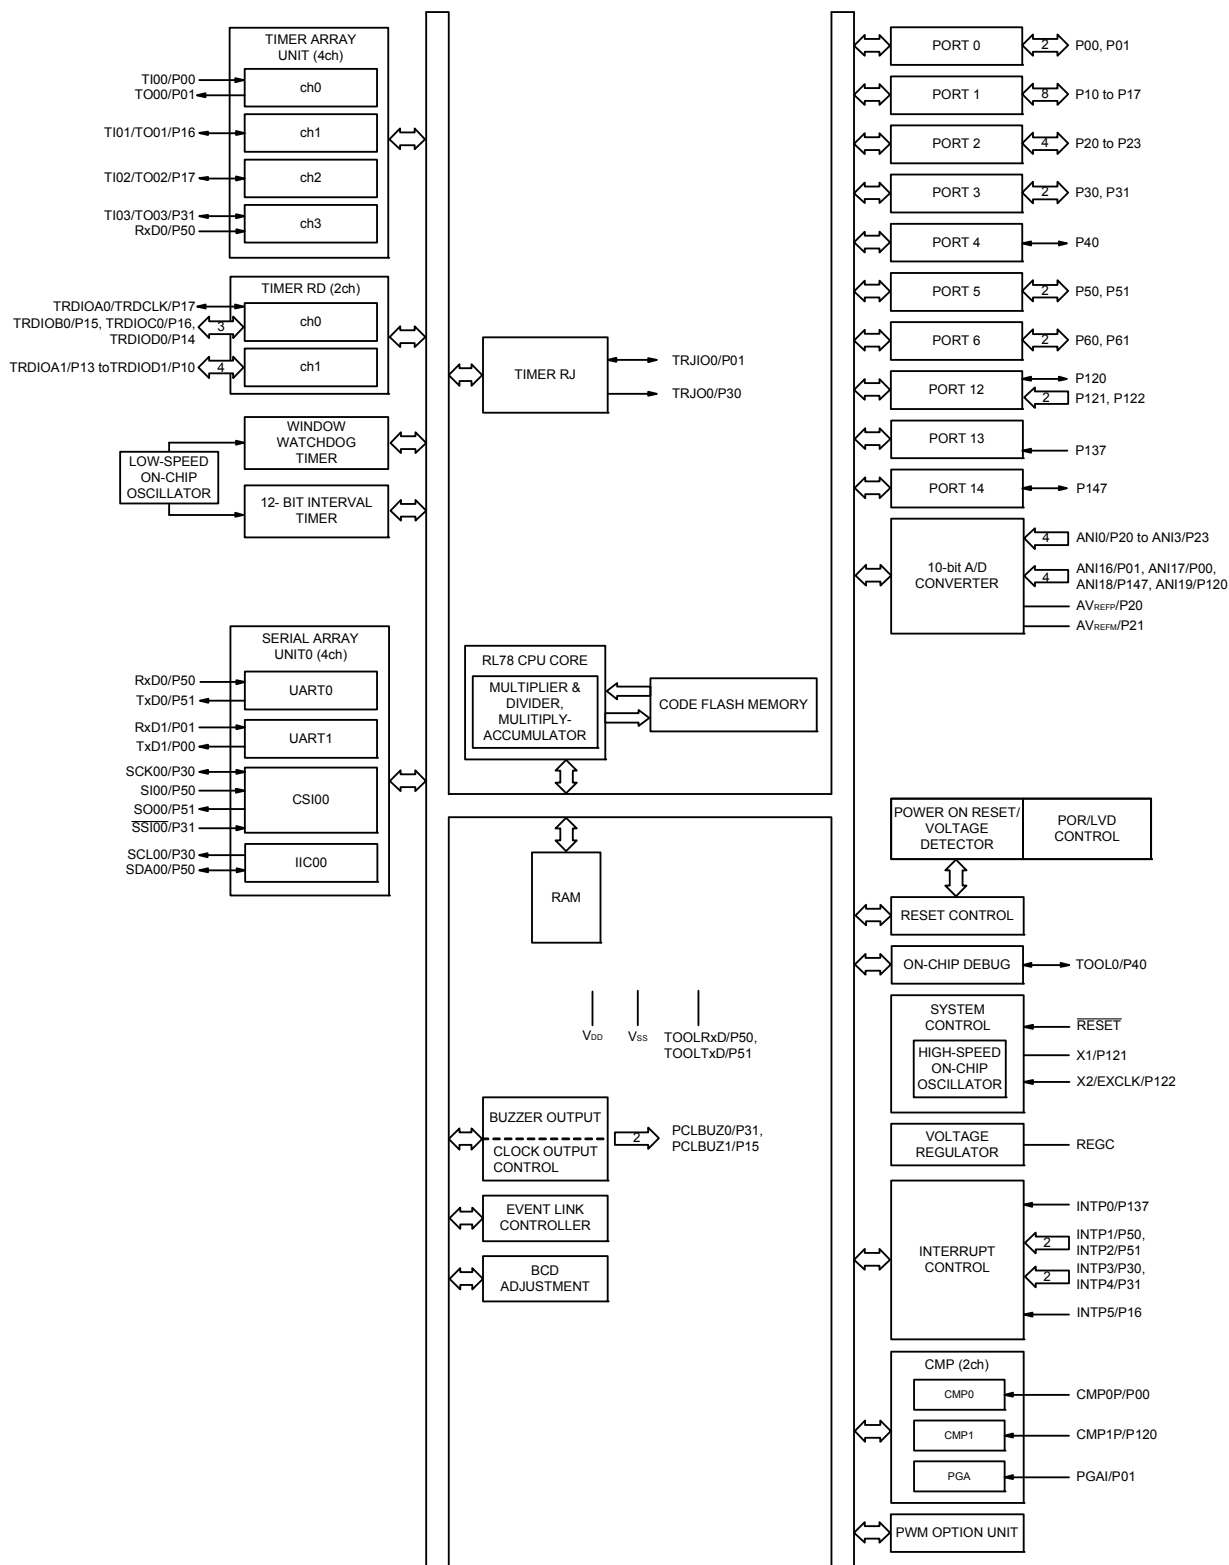 TIMER ARRAY
UNIT (4ch)
TI00/P00
TO00/P01
ch0
TI01/TO01/P16
ch1
TI02/TO02/P17
ch2
TI03/TO03/P31
RxD0/P50
ch3
TIMER RD (2ch)
TRDIOA0/TRDCLK/P17
TRDIOB0/P15, TRDIOC0/P16,
TRDIOD0/P14
3
ch0
TRDIOA1/P13 toTRDIOD1/P10
4
ch1
WINDOW
WATCHDOG
TIMER
LOW-SPEED
ON-CHIP
OSCILLATOR
12- BIT INTERVAL
TIMER
SERIAL ARRAY
UNIT0 (4ch)
RxD0/P50
TxD0/P51
UART0
RxD1/P01
TxD1/P00
UART1
SCK00/P30
SI00/P50
SO00/P51
SSI00/P31
CSI00
SCL00/P30
SDA00/P50
IIC00
TIMER RJ
TRJIO0/P01
TRJO0/P30
RL78 CPU CORE
MULTIPLIER &
DIVIDER,
MULITIPLY-
ACCUMULATOR
CODE FLASH MEMORY
RAM
VDD
VSS
TOOLRxD/P50,
TOOLTxD/P51
BUZZER OUTPUT
CLOCK OUTPUT
CONTROL
2
PCLBUZ0/P31,
PCLBUZ1/P15
EVENT LINK
CONTROLLER
BCD
ADJUSTMENT
PORT 0
2
P00, P01
PORT 1
8
P10 to P17
PORT 2
4
P20 to P23
PORT 3
2
P30, P31
PORT 4
P40
PORT 5
2
P50, P51
PORT 6
2
P60, P61
PORT 12
P120
2
P121, P122
PORT 13
P137
PORT 14
P147
10-bit A/D
CONVERTER
4
ANI0/P20 to ANI3/P23
4
ANI16/P01, ANI17/P00,
ANI18/P147, ANI19/P120
AVREFP/P20
AVREFM/P21
POWER ON RESET/
VOLTAGE
DETECTOR
POR/LVD
CONTROL
RESET CONTROL
ON-CHIP DEBUG
TOOL0/P40
SYSTEM
CONTROL
HIGH-SPEED
ON-CHIP
OSCILLATOR
RESET
X1/P121
X2/EXCLK/P122
VOLTAGE
REGULATOR
REGC
INTERRUPT
CONTROL
INTP0/P137
2
INTP1/P50,
INTP2/P51
2
INTP3/P30,
INTP4/P31
INTP5/P16
CMP (2ch)
CMP0
CMP0P/P00
CMP1
CMP1P/P120
PGA
PGAI/P01
PWM OPTION UNIT